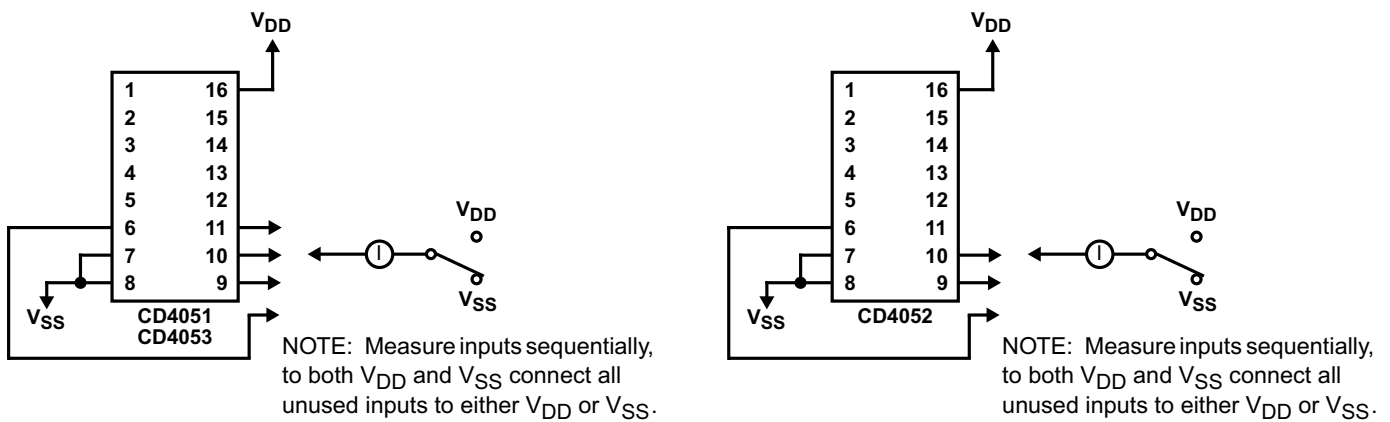 VDD
1 16
2 15
3 14
4 13
5 12
6 11
7 10
8 9
VSS
CD4051
CD4053
I
VDD
VSS
NOTE: Measure inputs sequentially,
to both VDD and VSS connect all
unused inputs to either VDD or VSS.
VDD
1 16
2 15
3 14
4 13
5 12
6 11
7 10
8 9
VSS
CD4052
I
VDD
VSS
NOTE: Measure inputs sequentially,
to both VDD and VSS connect all
unused inputs to either VDD or VSS.